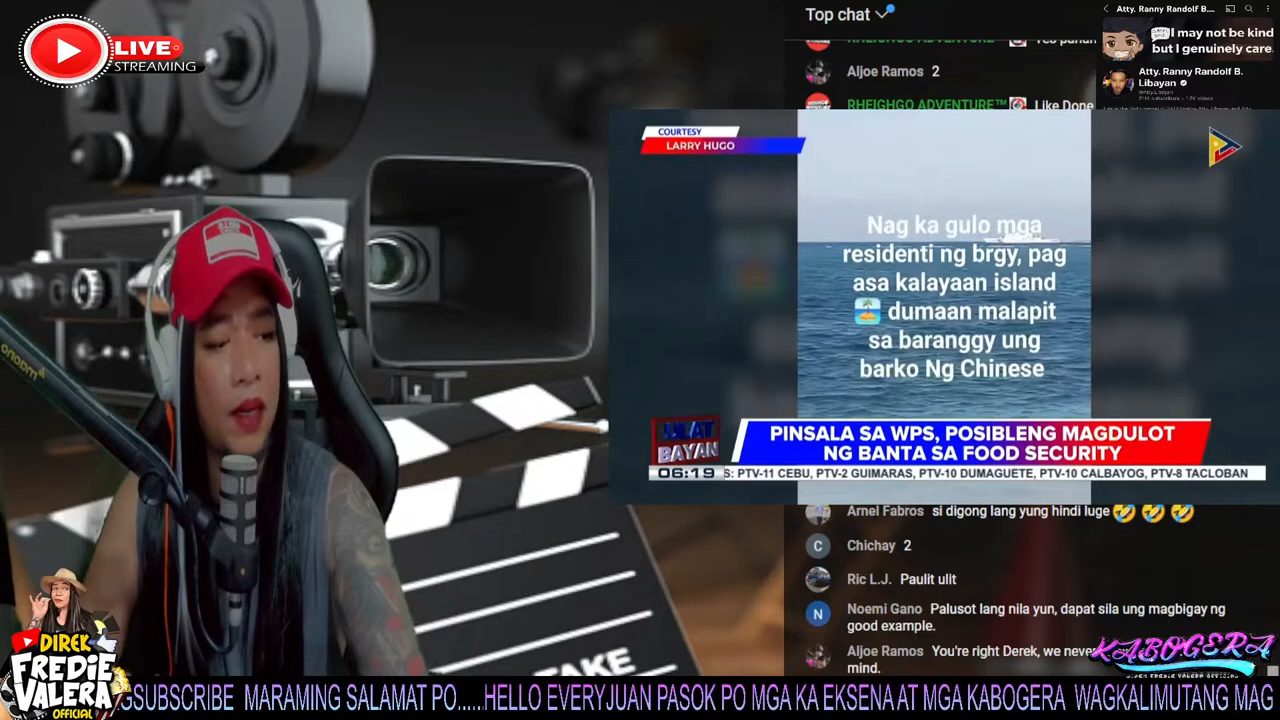 LIVE
STREAMING
Top chat
Aljoe Ramos 2
RHEIGHGO ADVENTURE™ Like Done
Atty. Ranny Randolf B....
I may not be kind
but I genuinely care
Atty. Ranny Randolf B.
Libayan
COURTESY
LARRY HUGO
Nag ka gulo mga
residenti ng brgy, pag
asa kalayaan island
dumaan malapit
sa baranggy ung
barko Ng Chinese
ULAT
BAYAN
PINSALA SA WPS, POSIBLENG MAGDULOT
NG BANTA SA FOOD SECURITY
06:19
S: PTV-11 CEBU, PTV-2 GUIMARAS, PTV-10 DUMAGUETE, PTV-10 CALBAYOG, PTV-8 TACLOBAN
Arnel Fabros si digong lang yung hindi luge 🤣 🤣 🤣
C Chichay 2
Ric L.J. Paulit ulit
N Noemi Gano Palusot lang nila yun, dapat sila ung magbigay ng
good example.
Aljoe Ramos You're right Derek, we never
mind.
KABOGERA
maono
TAKE
DIREK
FREDIE
VALERA
OFFICIAL
GSUBSCRIBE MARAMING SALAMAT PO.....HELLO EVERYJUAN PASOK PO MGA KA EKSENA AT MGA KABOGERA WAGKALIMUTANG MAG